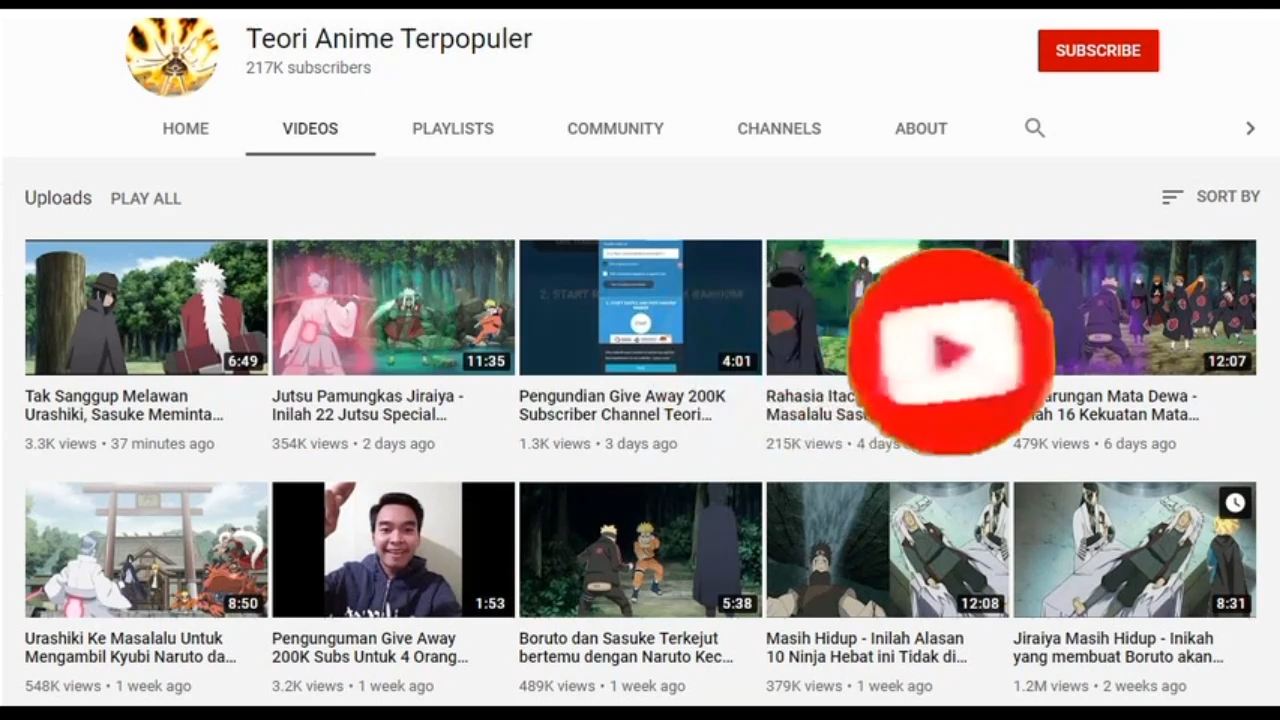 Teori Anime Terpopuler
217K subscribers
SUBSCRIBE
HOME VIDEOS PLAYLISTS COMMUNITY CHANNELS ABOUT
Uploads PLAY ALL SORT BY
6:49 11:35 4:01 12:07
Tak Sanggup Melawan
Urashiki, Sasuke Meminta...
3.3K views • 37 minutes ago
Jutsu Pamungkas Jiraiya -
Inilah 22 Jutsu Special...
354K views • 2 days ago
Pengundian Give Away 200K
Subscriber Channel Teori...
1.3K views • 3 days ago
Rahasia
Masalalu
215K views • 4 days
Mata Dewa -
16 Kekuatan Mata...
479K views • 6 days ago
8:50 1:53 5:38 12:08 8:31
Urashiki Ke Masalalu Untuk
Mengambil Kyubi Naruto da...
548K views • 1 week ago
Pengunguman Give Away
200K Subs Untuk 4 Orang...
3.2K views • 1 week ago
Boruto dan Sasuke Terkejut
bertemu dengan Naruto Kec...
489K views • 1 week ago
Masih Hidup - Inilah Alasan
10 Ninja Hebat ini Tidak di...
379K views • 1 week ago
Jiraiya Masih Hidup - Inikah
yang membuat Boruto akan...
1.2M views • 2 weeks ago